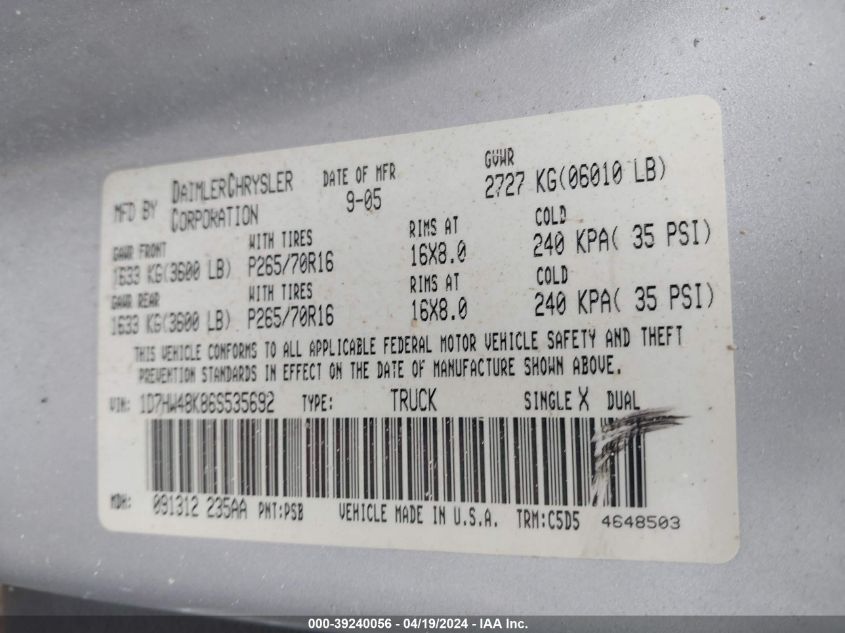 MFD BY DAIMLERCHRYSLER CORPORATION DATE OF MFR 9-05 GVWR 2727 KG(06010 LB)
GAWR FRONT WITH TIRES RIMS AT COLD
1633 KG(3600 LB) P265/70R16 16X8.0 240 KPA( 35 PSI)
GAWR REAR WITH TIRES RIMS AT COLD
1633 KG(3600 LB) P265/70R16 16X8.0 240 KPA( 35 PSI)
THIS VEHICLE CONFORMS TO ALL APPLICABLE FEDERAL MOTOR VEHICLE SAFETY AND THEFT
PREVENTION STANDARDS IN EFFECT ON THE DATE OF MANUFACTURE SHOWN ABOVE.
VIN: 1D7HW48K86S535692 TYPE: TRUCK SINGLE X DUAL
MDH: 091312 235AA PNT:PSB VEHICLE MADE IN U.S.A. TRM:C5D5 4648503
000-39240056 - 04/19/2024 - IAA Inc.